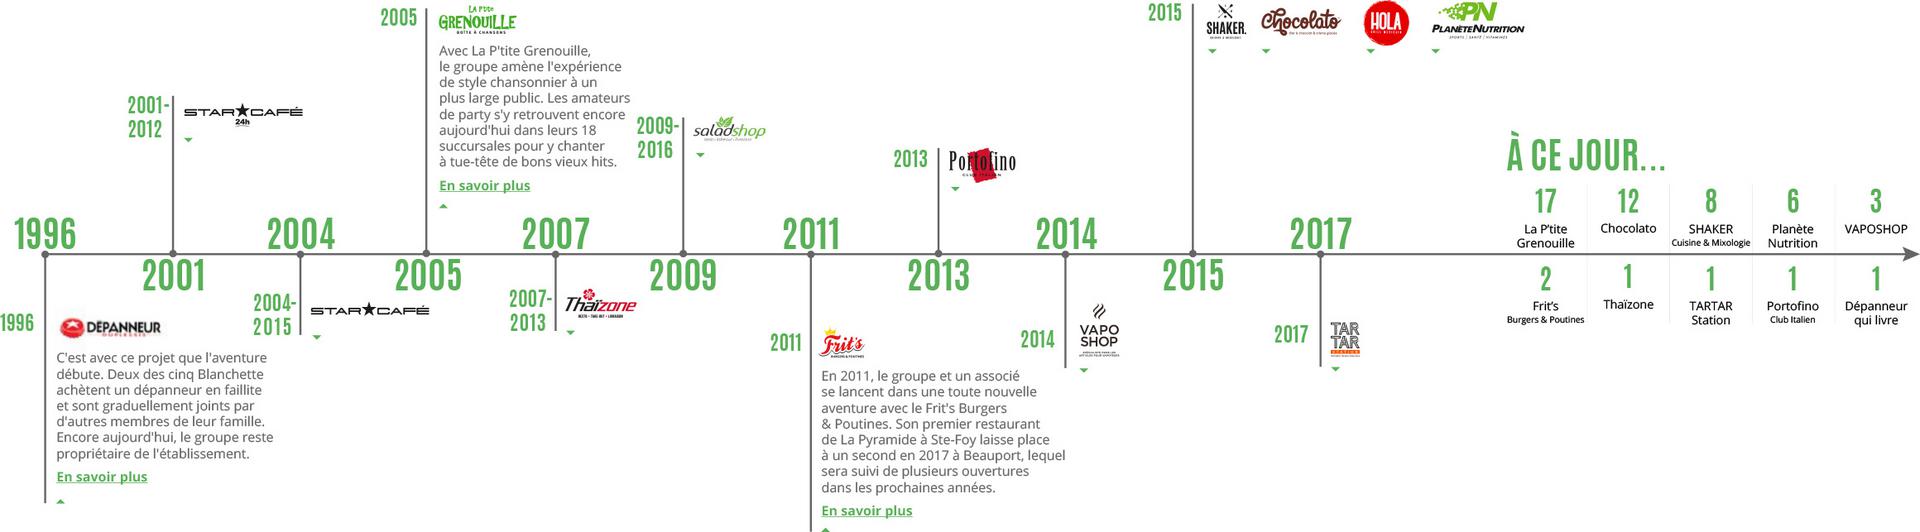 2005
LA P'tite
GRENOUILLE
BOÎTE À CHANSONS
Avec La P'tite Grenouille,
le groupe amène l'expérience
de style chansonnier à un
plus large public. Les amateurs
de party s'y retrouvent encore
aujourd'hui dans leurs 18
succursales pour y chanter
à tue-tête de bons vieux hits.
En savoir plus
2015
SHAKER.
Chocolato
HOLA
PN
PLANÈTE NUTRITION
SPORTS | SANTÉ | VITAMINES
2001-
2012
STAR CAFÉ
24h
2009-
2016
saladshop
2013
Portofino
CLUB ITALIEN
1996
2004
2007
2011
2014
2017
2001
2005
2009
2013
2015
1996
DÉPANNEUR
DUPLESSIS
C'est avec ce projet que l'aventure
débute. Deux des cinq Blanchette
achètent un dépanneur en faillite
et sont graduellement joints par
d'autres membres de leur famille.
Encore aujourd'hui, le groupe reste
propriétaire de l'établissement.
En savoir plus
2004-
2015
STAR CAFÉ
2007-
2013
Thaïzone
2011
Frit's
BURGERS & POUTINES
En 2011, le groupe et un associé
se lancent dans une toute nouvelle
aventure avec le Frit's Burgers
& Poutines. Son premier restaurant
de La Pyramide à Ste-Foy laisse place
à un second en 2017 à Beauport, lequel
sera suivi de plusieurs ouvertures
dans les prochaines années.
En savoir plus
2014
VAPO
SHOP
2017
TAR
TAR
STATION
À CE JOUR...
17
La P'tite
Grenouille
12
Chocolato
8
SHAKER
Cuisine & Mixologie
6
Planète
Nutrition
3
VAPOSHOP
2
Frit's
Burgers & Poutines
1
Thaïzone
1
TARTAR
Station
1
Portofino
Club Italien
1
Dépanneur
qui livre